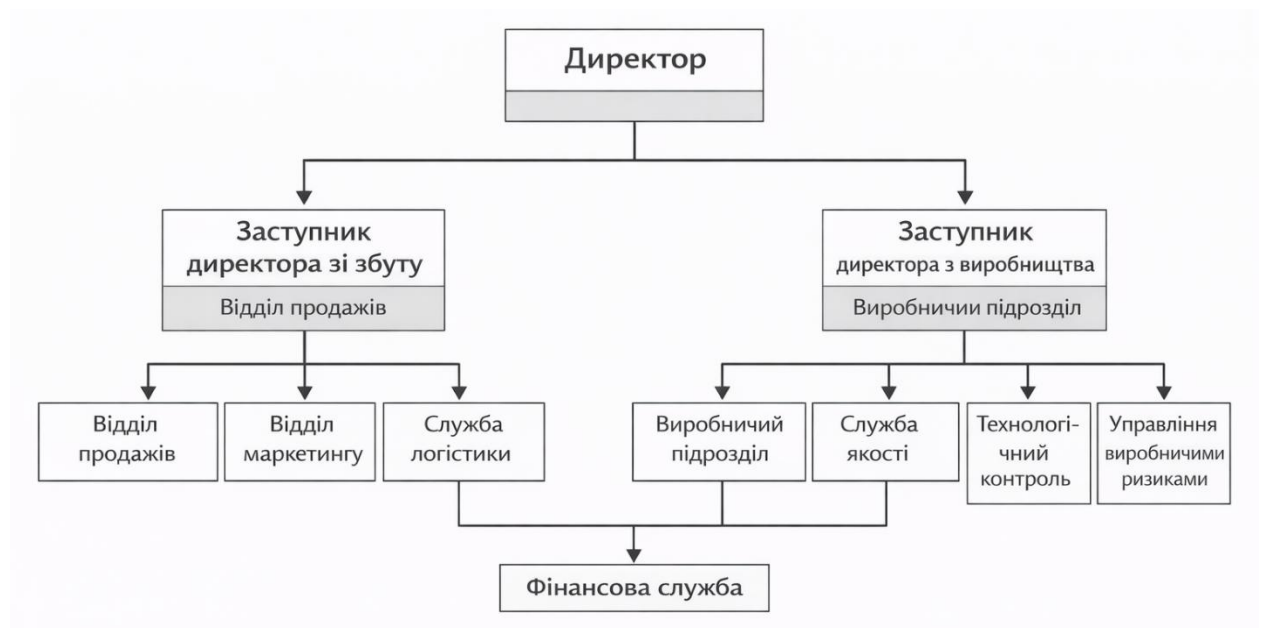 Директор
Заступник
директора зі збуту
Відділ продажів
Заступник
директора з виробництва
Виробничии підрозділ
Відділ
продажів
Відділ
маркетингу
Служба
логістики
Виробничий
підрозділ
Служба
якості
Технологі-
чний
контроль
Управління
виробничими
ризиками
Фінансова служба